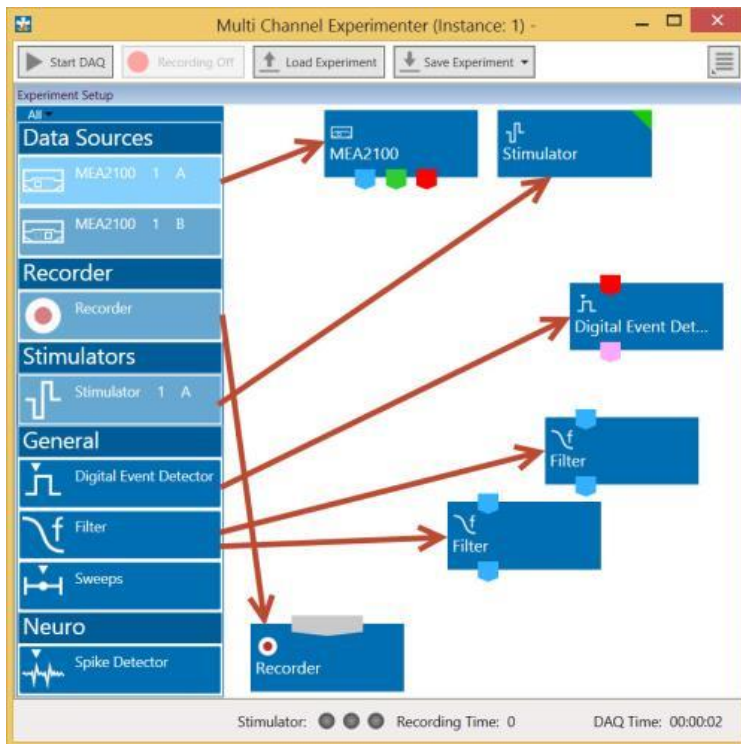 Multi Channel Experimenter (Instance: 1) -
Start DAQ
Recording Off
Load Experiment
Save Experiment
Experiment Setup
All
Data Sources
MEA2100 1 A
MEA2100 1 B
Recorder
Recorder
Stimulators
Stimulator 1 A
General
Digital Event Detector
Filter
Sweeps
Neuro
Spike Detector
MEA2100
Stimulator
Digital Event Det...
Filter
Filter
Recorder
Stimulator: Recording Time: 0 DAQ Time: 00:00:02